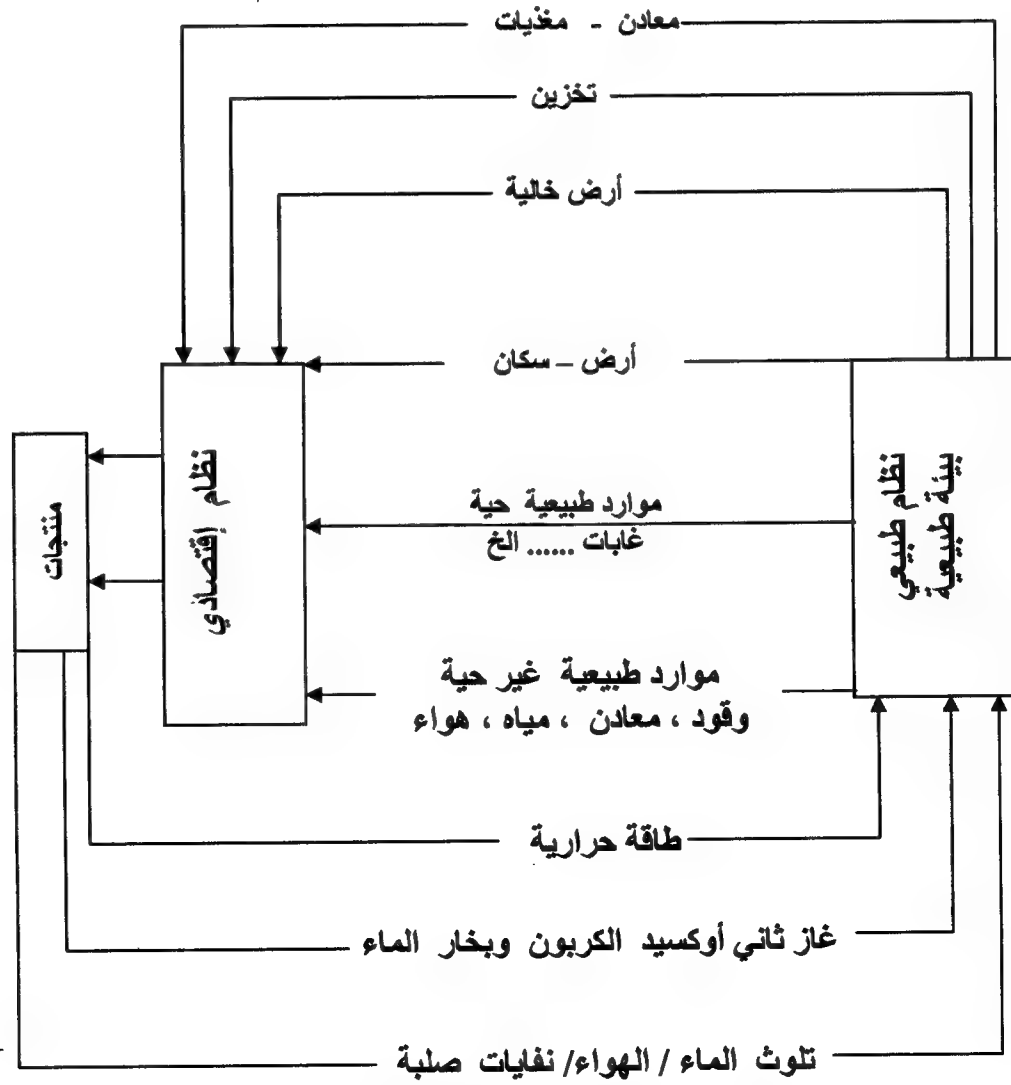 معادن - مغذيات
تخزين
أرض خالية
أرض – سكان
نظام طبيعي
بيئة طبيعية
موارد طبيعية حية
غابات ...... الخ
نظام إقتصاذي
منتجات
موارد طبيعية غير حية
وقود ، معادن ، مياه ، هواء
طاقة حرارية
غاز ثاني أوكسيد الكربون وبخار الماء
تلوث الماء / الهواء/ نفايات صلبة